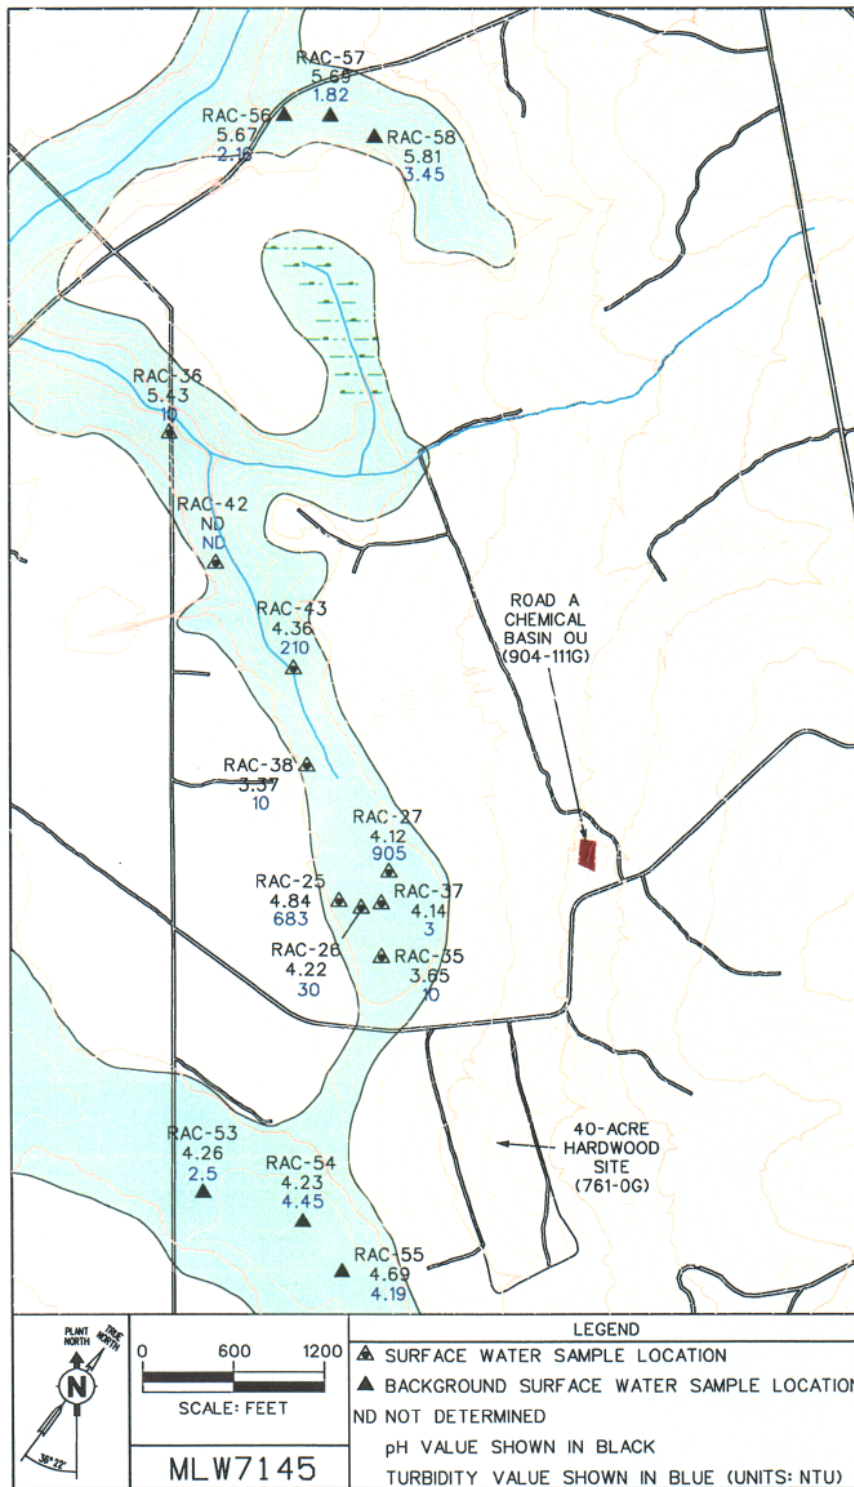 RAC-57
5.69
1.82
RAC-56
5.67
2.16
RAC-58
5.81
3.45
RAC-36
5.43
10
RAC-42
ND
ND
RAC-43
4.36
210
ROAD A
CHEMICAL
BASIN OU
(904-111G)
RAC-38
3.37
10
RAC-27
4.12
905
RAC-25
4.84
683
RAC-37
4.14
3
RAC-26
4.22
30
RAC-35
3.65
10
40-ACRE
HARDWOOD
SITE
(761-0G)
RAC-53
4.26
2.5
RAC-54
4.23
4.45
RAC-55
4.69
4.19
PLANT
NORTH
TRUE
NORTH
N
36°22'
0 600 1200
SCALE: FEET
MLW7145
LEGEND
SURFACE WATER SAMPLE LOCATION
BACKGROUND SURFACE WATER SAMPLE LOCATION
ND NOT DETERMINED
pH VALUE SHOWN IN BLACK
TURBIDITY VALUE SHOWN IN BLUE (UNITS: NTU)